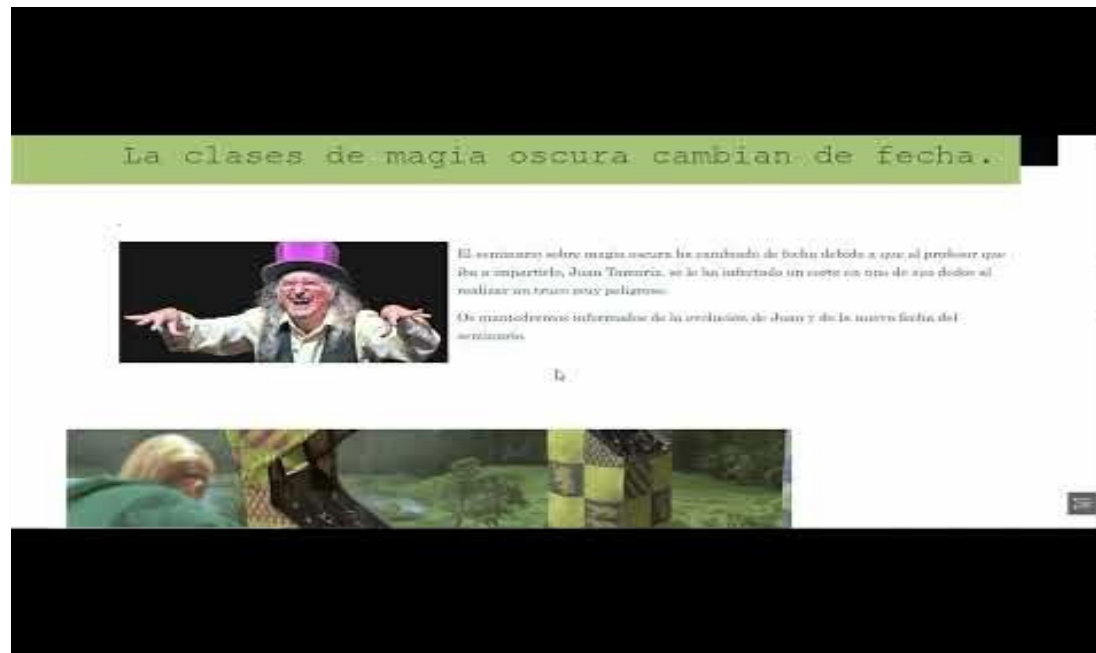 La clases de magia oscura cambian de fecha.
El seminario sobre magia oscura ha cambiado de fecha debido a que al profesor que
iba a impartirlo, Juan Tamariz, se le ha infectado un corte en uno de sus dedos al
realizar un truco muy peligroso.
Os mantedremos informados de la evolución de Juan y de la nueva fecha del
seminario.